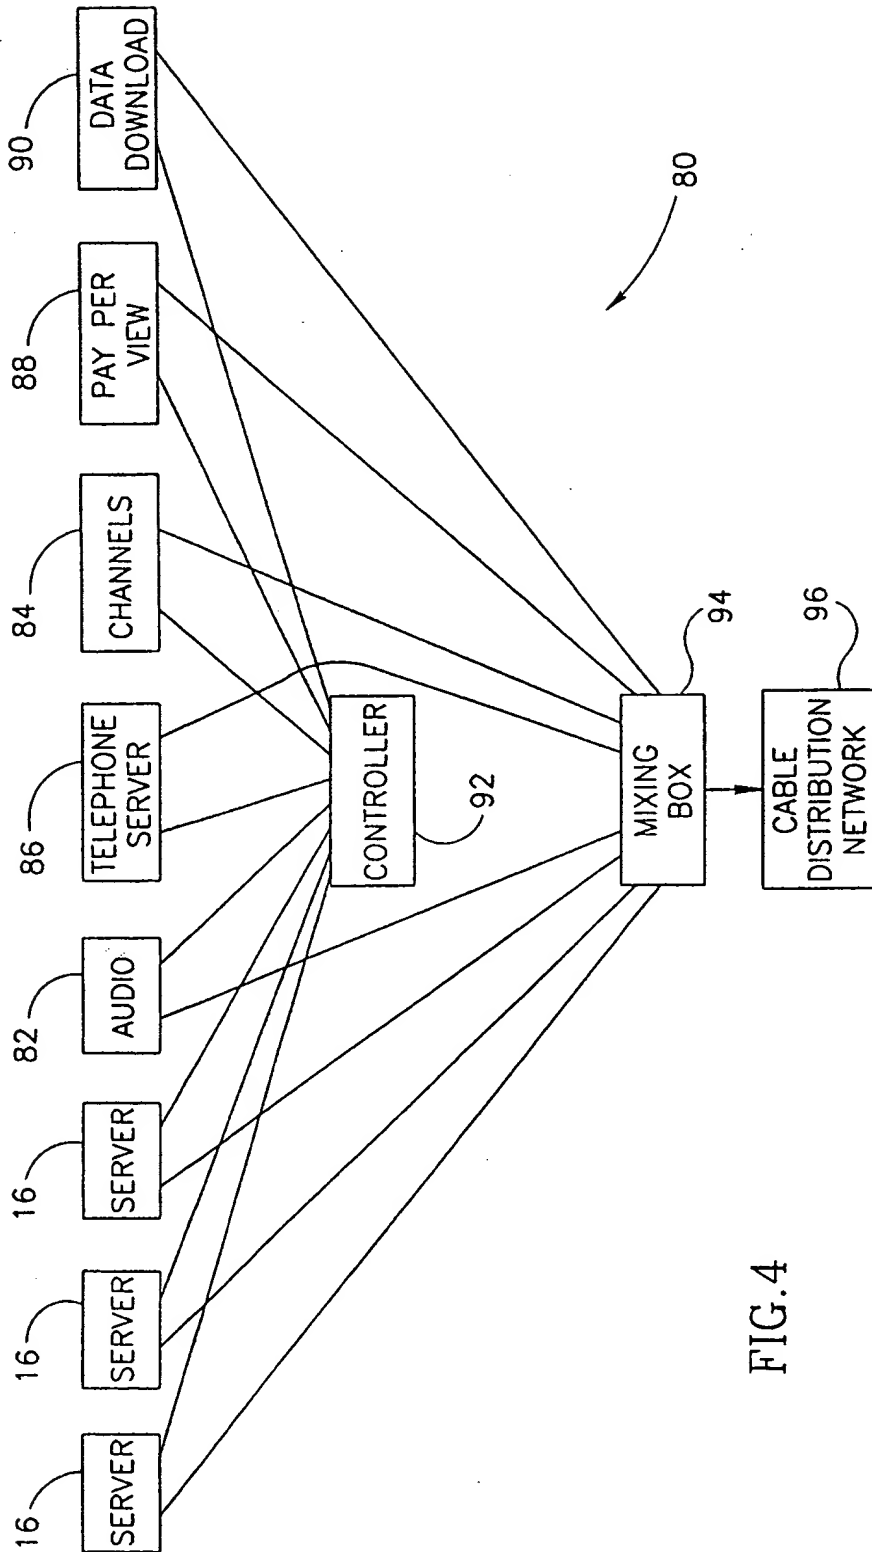 16
SERVER
16
SERVER
16
SERVER
82
AUDIO
86
TELEPHONE
SERVER
84
CHANNELS
88
PAY PER
VIEW
90
DATA
DOWNLOAD
CONTROLLER
92
80
MIXING
BOX
94
CABLE
DISTRIBUTION
NETWORK
96
FIG.4